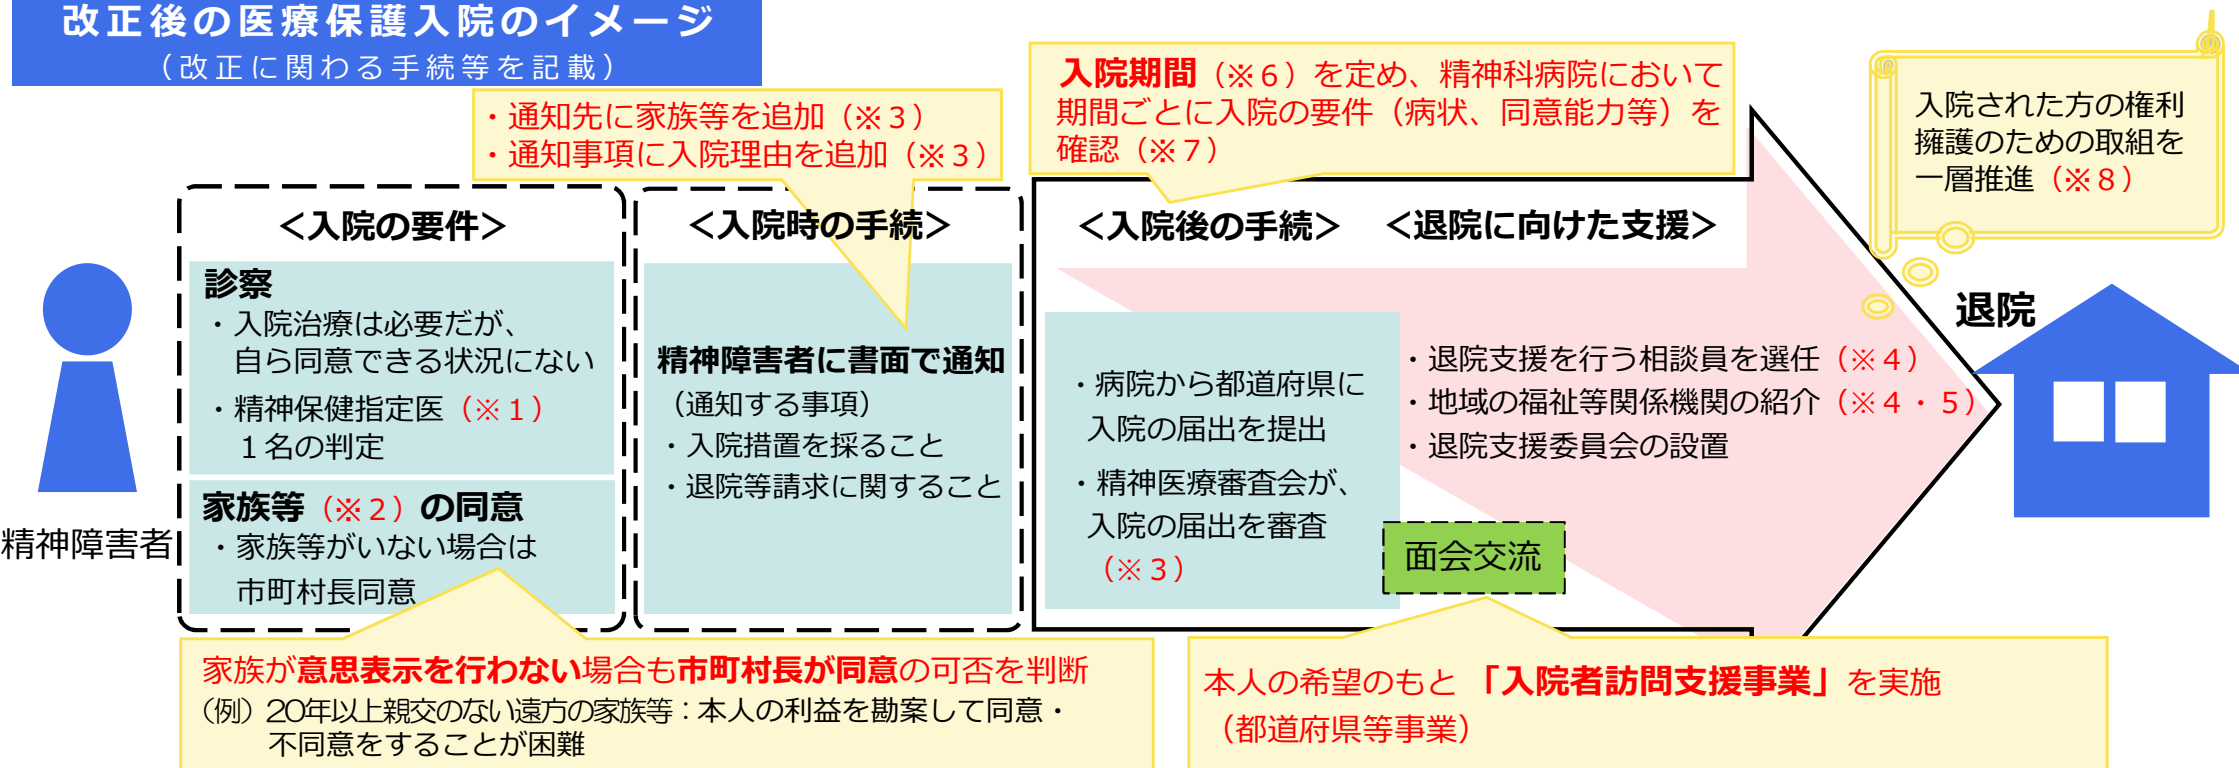 改正後の医療保護入院のイメージ
（改正に関わる手続等を記載）
・通知先に家族等を追加（※３）
・通知事項に入院理由を追加（※３）
入院期間（※６）を定め、精神科病院において
期間ごとに入院の要件（病状、同意能力等）を
確認（※７）
入院された方の権利
擁護のための取組を
一層推進（※８）
精神障害者
＜入院の要件＞
診察
・入院治療は必要だが、
自ら同意できる状況にない
・精神保健指定医（※１）
１名の判定
家族等（※２）の同意
・家族等がいない場合は
市町村長同意
＜入院時の手続＞
精神障害者に書面で通知
（通知する事項）
・入院措置を採ること
・退院等請求に関すること
＜入院後の手続＞
・病院から都道府県に
入院の届出を提出
・精神医療審査会が、
入院の届出を審査
（※３）
＜退院に向けた支援＞
・退院支援を行う相談員を選任（※４）
・地域の福祉等関係機関の紹介（※４・５）
・退院支援委員会の設置
面会交流
退院
家族が意思表示を行わない場合も市町村長が同意の可否を判断
（例）20年以上親交のない遠方の家族等：本人の利益を勘案して同意・
不同意をすることが困難
本人の希望のもと「入院者訪問支援事業」を実施
（都道府県等事業）